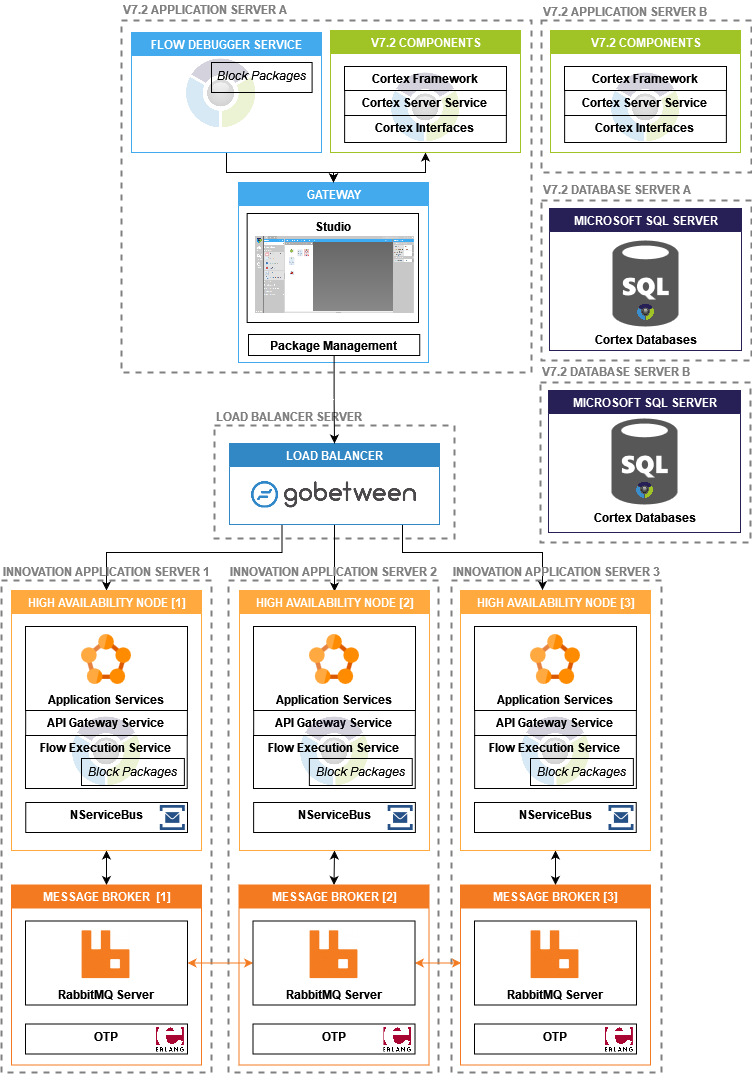 V7.2 APPLICATION SERVER A
FLOW DEBUGGER SERVICE
Block Packages
V7.2 COMPONENTS
Cortex Framework
Cortex Server Service
Cortex Interfaces
GATEWAY
Studio
Package Management
V7.2 APPLICATION SERVER B
V7.2 COMPONENTS
Cortex Framework
Cortex Server Service
Cortex Interfaces
V7.2 DATABASE SERVER A
MICROSOFT SQL SERVER
SQL
Cortex Databases
V7.2 DATABASE SERVER B
MICROSOFT SQL SERVER
SQL
Cortex Databases
LOAD BALANCER SERVER
LOAD BALANCER
gobetween
INNOVATION APPLICATION SERVER 1
HIGH AVAILABILITY NODE [1]
Application Services
API Gateway Service
Flow Execution Service
Block Packages
NServiceBus
MESSAGE BROKER [1]
RabbitMQ Server
OTP
ERLANG
INNOVATION APPLICATION SERVER 2
HIGH AVAILABILITY NODE [2]
Application Services
API Gateway Service
Flow Execution Service
Block Packages
NServiceBus
MESSAGE BROKER [2]
RabbitMQ Server
OTP
ERLANG
INNOVATION APPLICATION SERVER 3
HIGH AVAILABILITY NODE [3]
Application Services
API Gateway Service
Flow Execution Service
Block Packages
NServiceBus
MESSAGE BROKER [3]
RabbitMQ Server
OTP
ERLANG